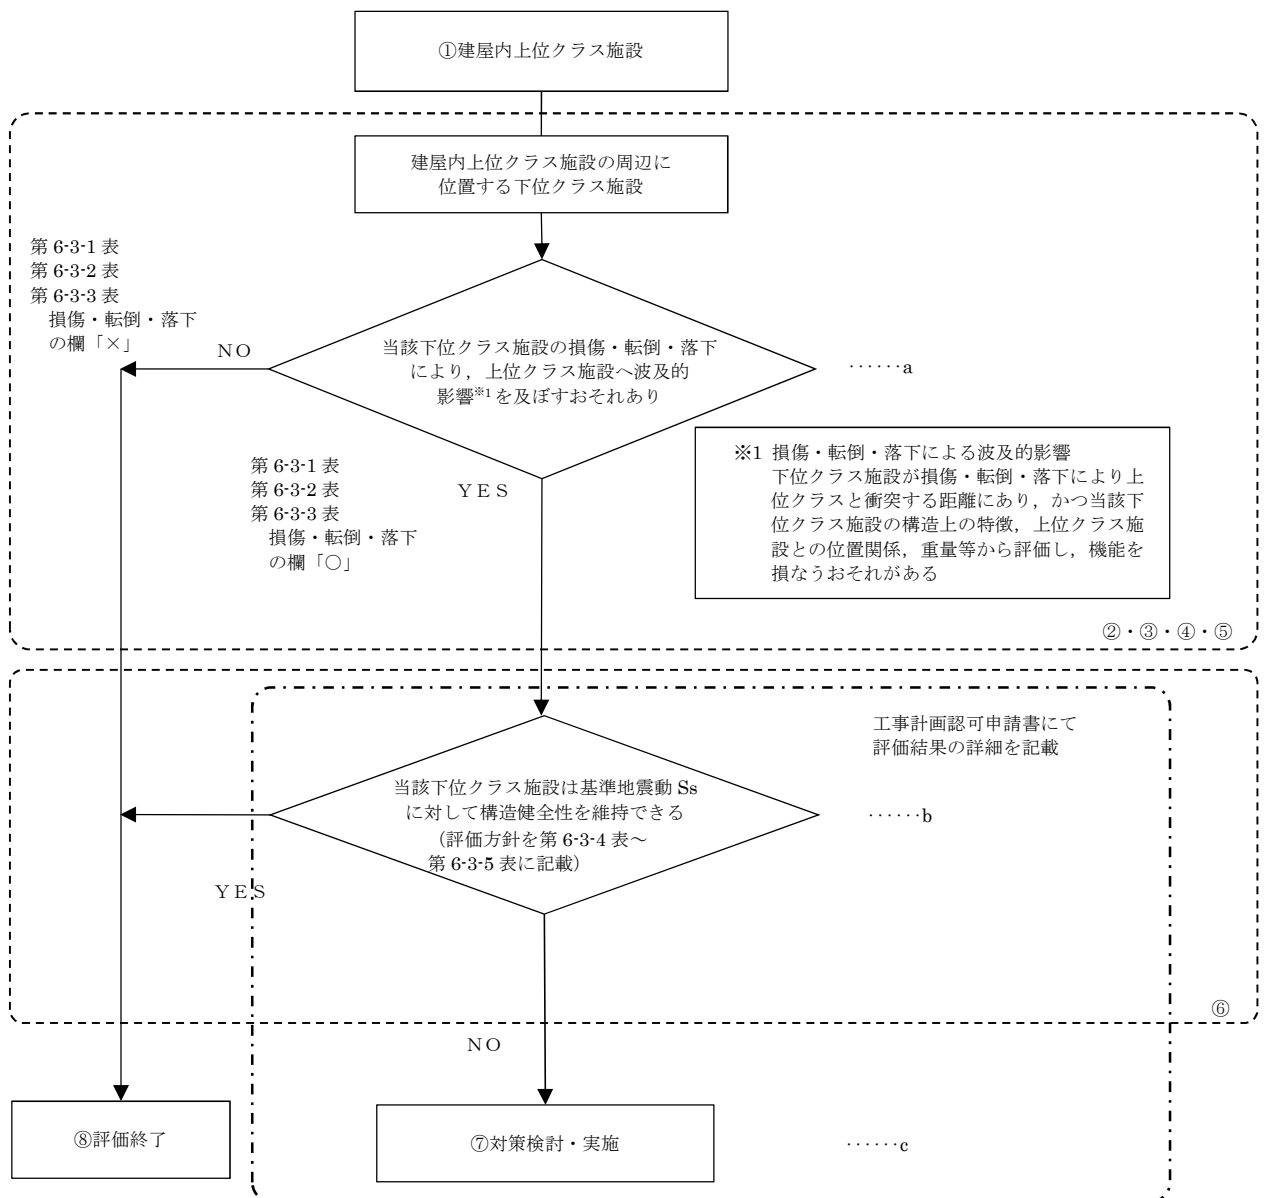 ①建屋内上位クラス施設
建屋内上位クラス施設の周辺に
位置する下位クラス施設
第 6-3-1 表
第 6-3-2 表
第 6-3-3 表
損傷・転倒・落下
の欄「×」
NO
当該下位クラス施設の損傷・転倒・落下
により，上位クラス施設へ波及的
影響※1 を及ぼすおそれあり
……a
第 6-3-1 表
第 6-3-2 表
第 6-3-3 表
損傷・転倒・落下
の欄「○」
YES
※1 損傷・転倒・落下による波及的影響
下位クラス施設が損傷・転倒・落下により上
位クラスと衝突する距離にあり，かつ当該下
位クラス施設の構造上の特徴，上位クラス施
設との位置関係，重量等から評価し，機能を
損なうおそれがある
②・③・④・⑤
工事計画認可申請書にて
評価結果の詳細を記載
当該下位クラス施設は基準地震動 Ss
に対して構造健全性を維持できる
（評価方針を第 6-3-4 表～
第 6-3-5 表に記載）
……b
YES
⑥
NO
⑧評価終了
⑦対策検討・実施
……c